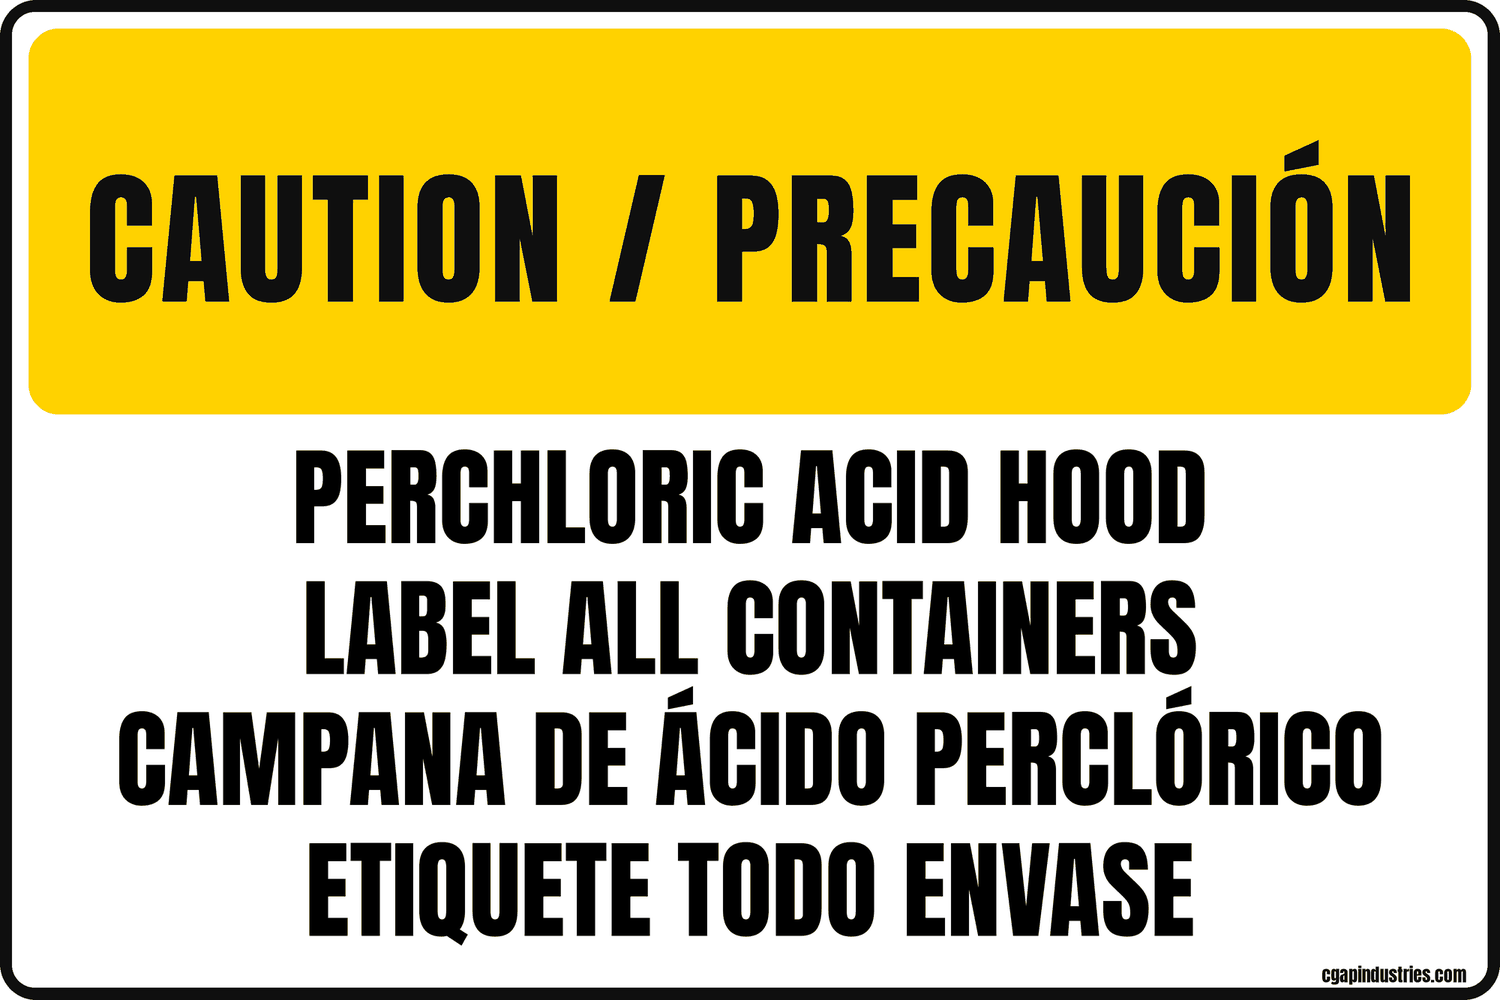 CAUTION / PRECAUCIÓN
PERCHLORIC ACID HOOD
LABEL ALL CONTAINERS
CAMPANA DE ÁCIDO PERCLÓRICO
ETIQUETE TODO ENVASE
cgapindustries.com